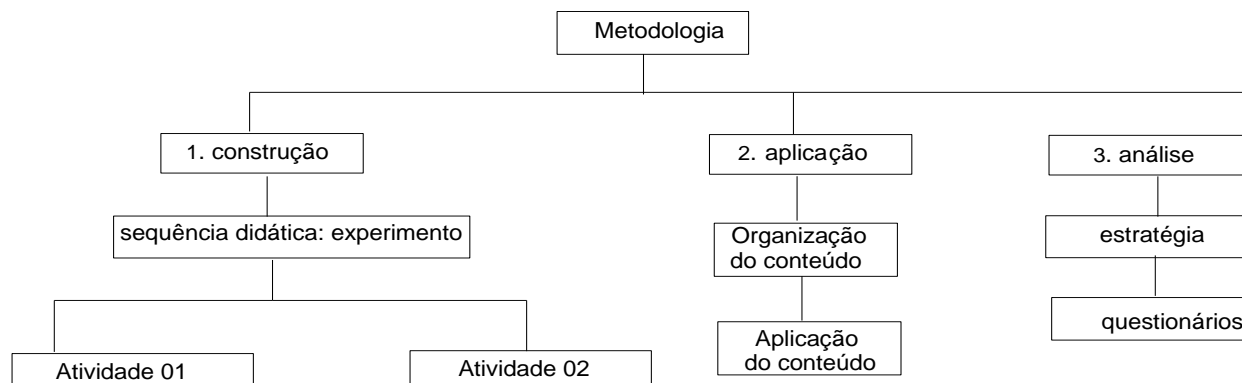 Metodologia
1. construção
2. aplicação
3. análise
sequência didática: experimento
Organização
do conteúdo
estratégia
questionários
Aplicação
do conteúdo
Atividade 01
Atividade 02